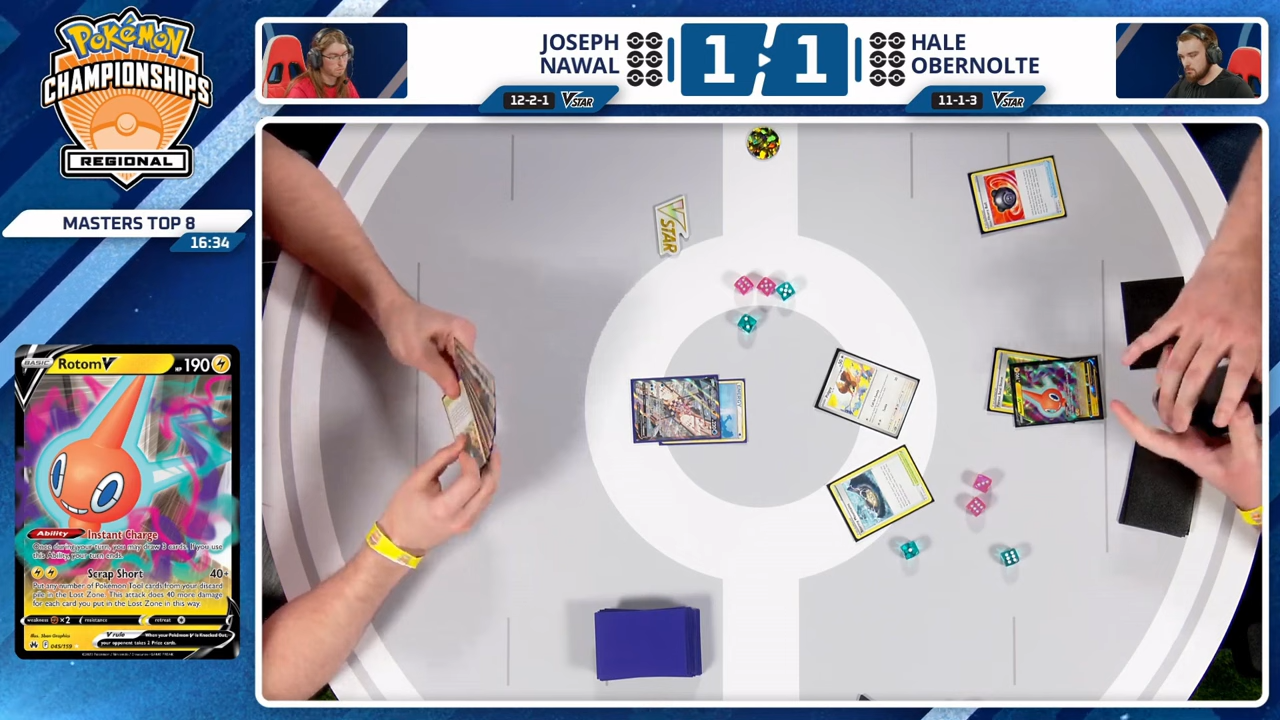 Pokémon
CHAMPIONSHIPS
REGIONAL
MASTERS TOP 8
16:34
JOSEPH
NAWAL
1
1
HALE
OBERNOLTE
12-2-1 VSTAR
11-1-3 VSTAR
VSTAR
BASIC Rotom V HP 190
Ability Instant Charge
Once during your turn, you may draw 3 cards. If you use
this Ability, your turn ends.
Scrap Short 40+
Put any number of Pokémon Tool cards from your discard
pile in the Lost Zone. This attack does 40 more damage
for each card you put in the Lost Zone in this way.
weakness ×2 resistance retreat
V rule When your Pokémon V is Knocked Out,
your opponent takes 2 Prize cards.
045/159